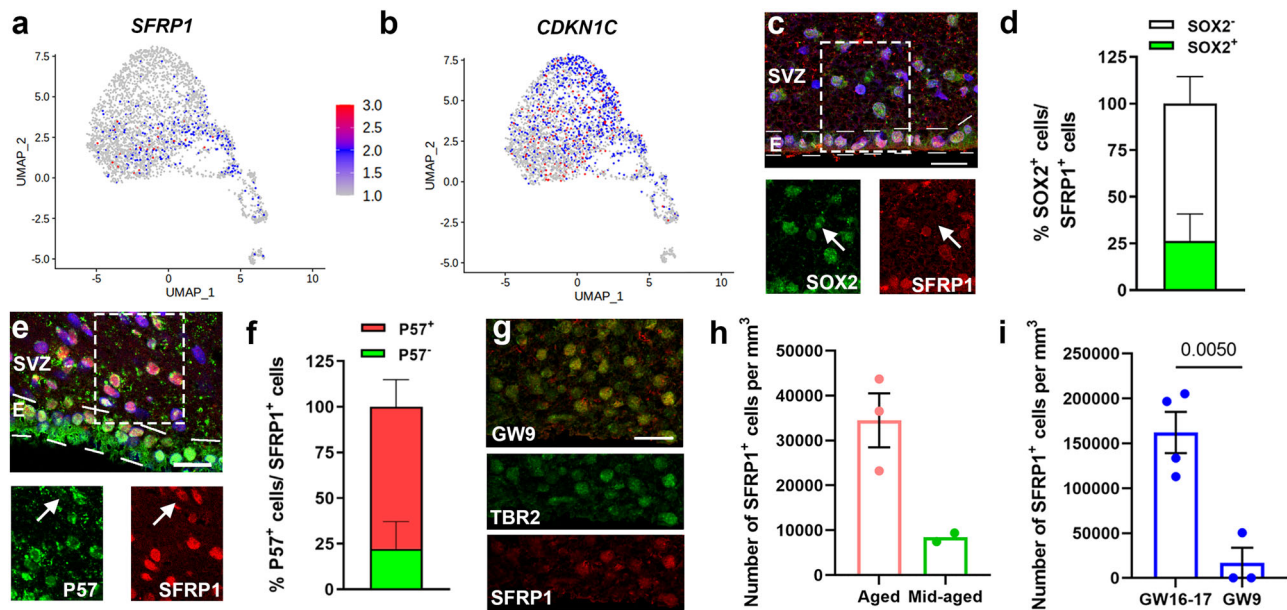 a
SFRP1
7.5
5.0
2.5
0.0
-2.5
-5.0
UMAP_2
-5 0 5 10
UMAP_1
3.0
2.5
2.0
1.5
1.0
b
CDKN1C
7.5
5.0
2.5
0.0
-2.5
-5.0
UMAP_2
-5 0 5 10
UMAP_1
c
SVZ
E
SOX2
SFRP1
d
SOX2-
SOX2+
% SOX2+ cells/
SFRP1+ cells
125
100
75
50
25
0
e
SVZ
E
P57
SFRP1
f
P57+
P57-
% P57+ cells/ SFRP1+ cells
125
100
75
50
25
0
g
GW9
TBR2
SFRP1
h
Number of SFRP1+ cells per mm3
50000
40000
30000
20000
10000
0
Aged Mid-aged
i
0.0050
Number of SFRP1+ cells per mm3
250000
200000
150000
100000
50000
0
GW16-17 GW9